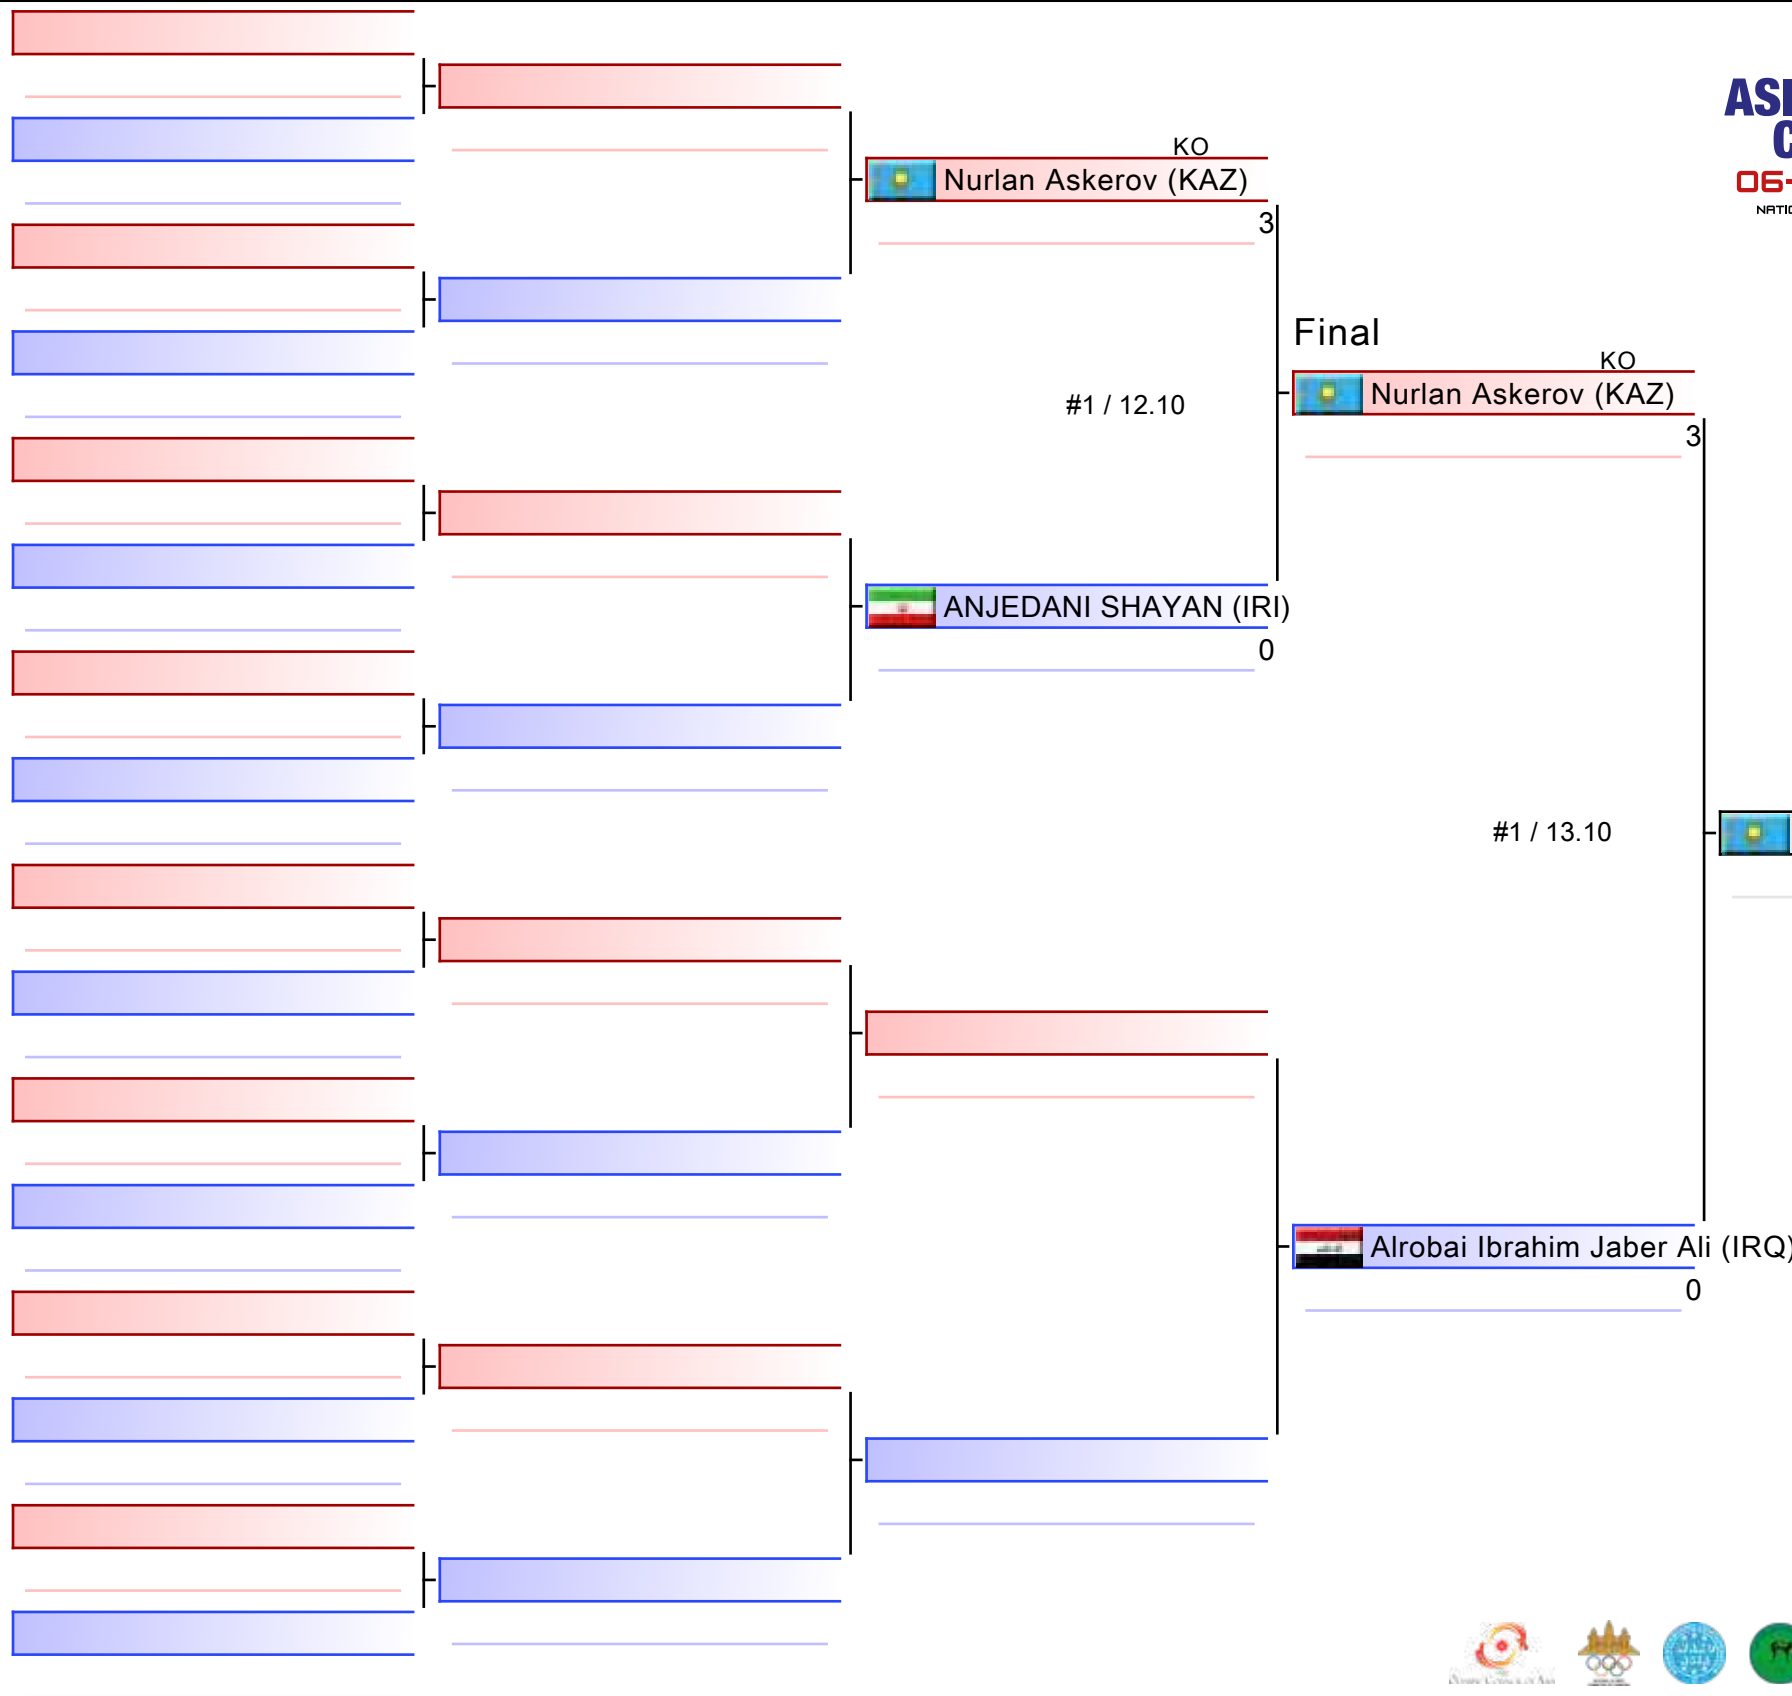 KO
Nurlan Askerov (KAZ)
3
Final
KO
#1 / 12.10
Nurlan Askerov (KAZ)
3
ANJEDANI SHAYAN (IRI)
0
#1 / 13.10
Alrobai Ibrahim Jaber Ali (IRQ)
0